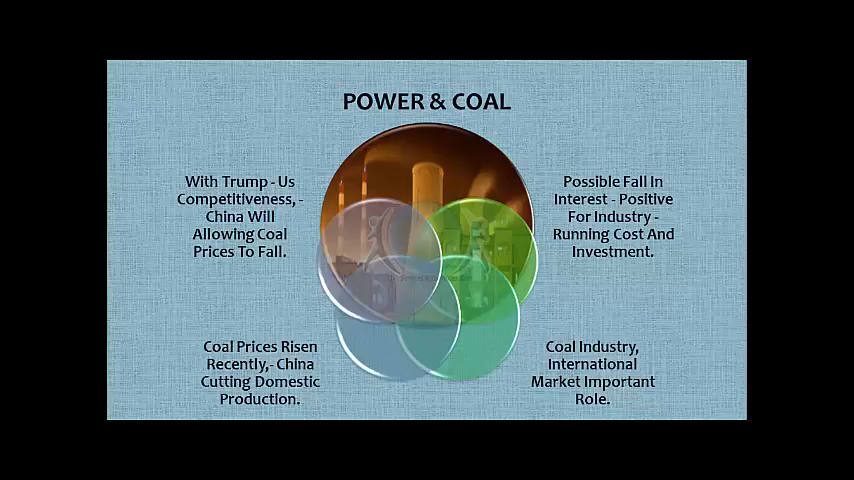 POWER & COAL
With Trump - Us
Competitiveness, -
China Will
Allowing Coal
Prices To Fall.
Possible Fall In
Interest - Positive
For Industry -
Running Cost And
Investment.
Coal Prices Risen
Recently,- China
Cutting Domestic
Production.
Coal Industry,
International
Market Important
Role.